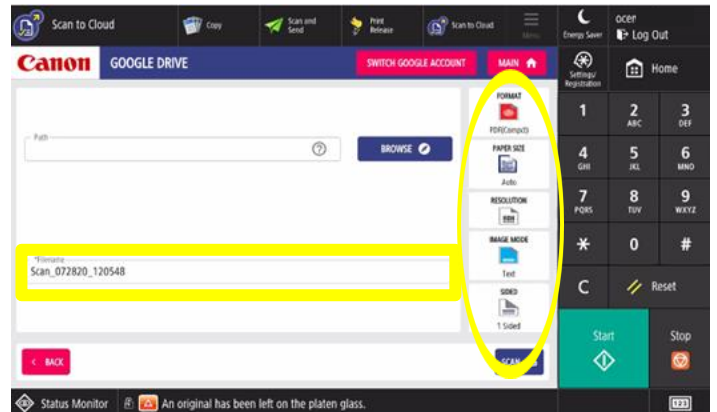 Scan to Cloud
Copy
Scan and Send
Print Release
Scan to Cloud
Menu
Energy Saver
ocer
Log Out
Canon
GOOGLE DRIVE
SWITCH GOOGLE ACCOUNT
MAIN
Settings/ Registration
Home
Path
BROWSE
*Filename
Scan_072820_120548
FORMAT
PDF(Compct)
PAPER SIZE
Auto
RESOLUTION
IMAGE MODE
Text
SIDED
1 Sided
BACK
SCAN
1
2 ABC
3 DEF
4 GHI
5 JKL
6 MNO
7 PQRS
8 TUV
9 WXYZ
* 0 #
C
Reset
Start
Stop
Status Monitor
An original has been left on the platen glass.
123